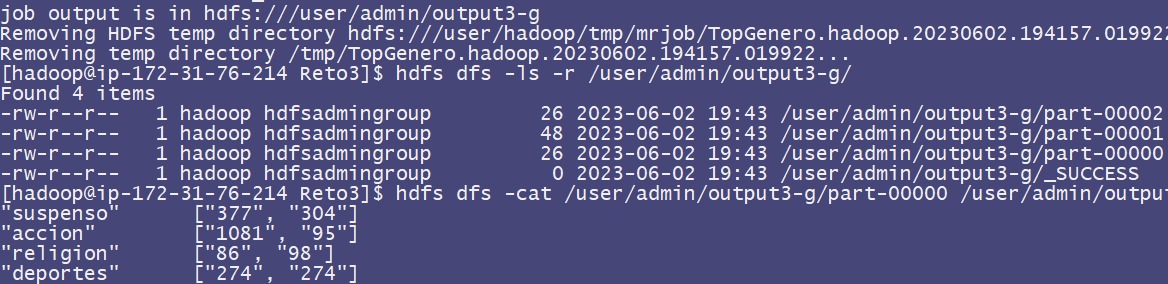 job output is in hdfs:///user/admin/output3-g
Removing HDFS temp directory hdfs:///user/hadoop/tmp/mrjob/TopGenero.hadoop.20230602.194157.019922
Removing temp directory /tmp/TopGenero.hadoop.20230602.194157.019922...
[hadoop@ip-172-31-76-214 Reto3]$ hdfs dfs -ls -r /user/admin/output3-g/
Found 4 items
-rw-r--r--   1 hadoop hdfsadmingroup         26 2023-06-02 19:43 /user/admin/output3-g/part-00002
-rw-r--r--   1 hadoop hdfsadmingroup         48 2023-06-02 19:43 /user/admin/output3-g/part-00001
-rw-r--r--   1 hadoop hdfsadmingroup         26 2023-06-02 19:43 /user/admin/output3-g/part-00000
-rw-r--r--   1 hadoop hdfsadmingroup          0 2023-06-02 19:43 /user/admin/output3-g/_SUCCESS
[hadoop@ip-172-31-76-214 Reto3]$ hdfs dfs -cat /user/admin/output3-g/part-00000 /user/admin/outpu
"suspenso"      ["377", "304"]
"accion"        ["1081", "95"]
"religion"      ["86", "98"]
"deportes"      ["274", "274"]